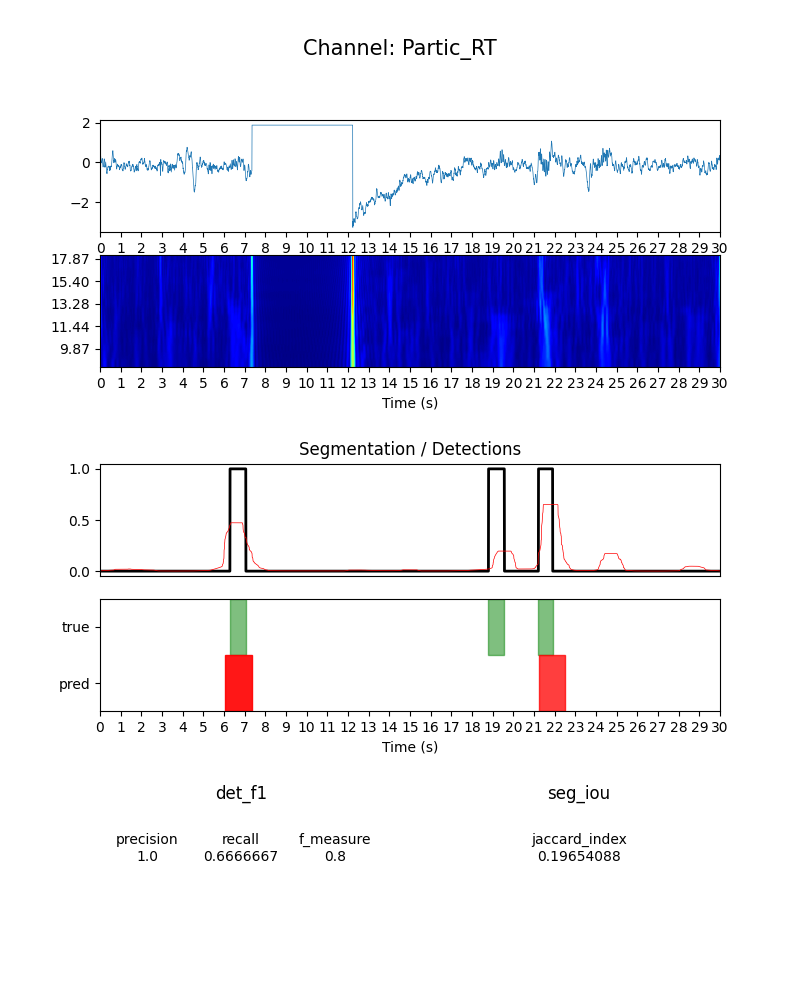 Channel: Partic_RT
2
0
−2
0 1 2 3 4 5 6 7 8 9 10 11 12 13 14 15 16 17 18 19 20 21 22 23 24 25 26 27 28 29 30
17.87
15.40
13.28
11.44
9.87
0 1 2 3 4 5 6 7 8 9 10 11 12 13 14 15 16 17 18 19 20 21 22 23 24 25 26 27 28 29 30
Time (s)
Segmentation / Detections
1.0
0.5
0.0
true
pred
0 1 2 3 4 5 6 7 8 9 10 11 12 13 14 15 16 17 18 19 20 21 22 23 24 25 26 27 28 29 30
Time (s)
det_f1 seg_iou
precision recall f_measure jaccard_index
1.0 0.6666667 0.8 0.19654088